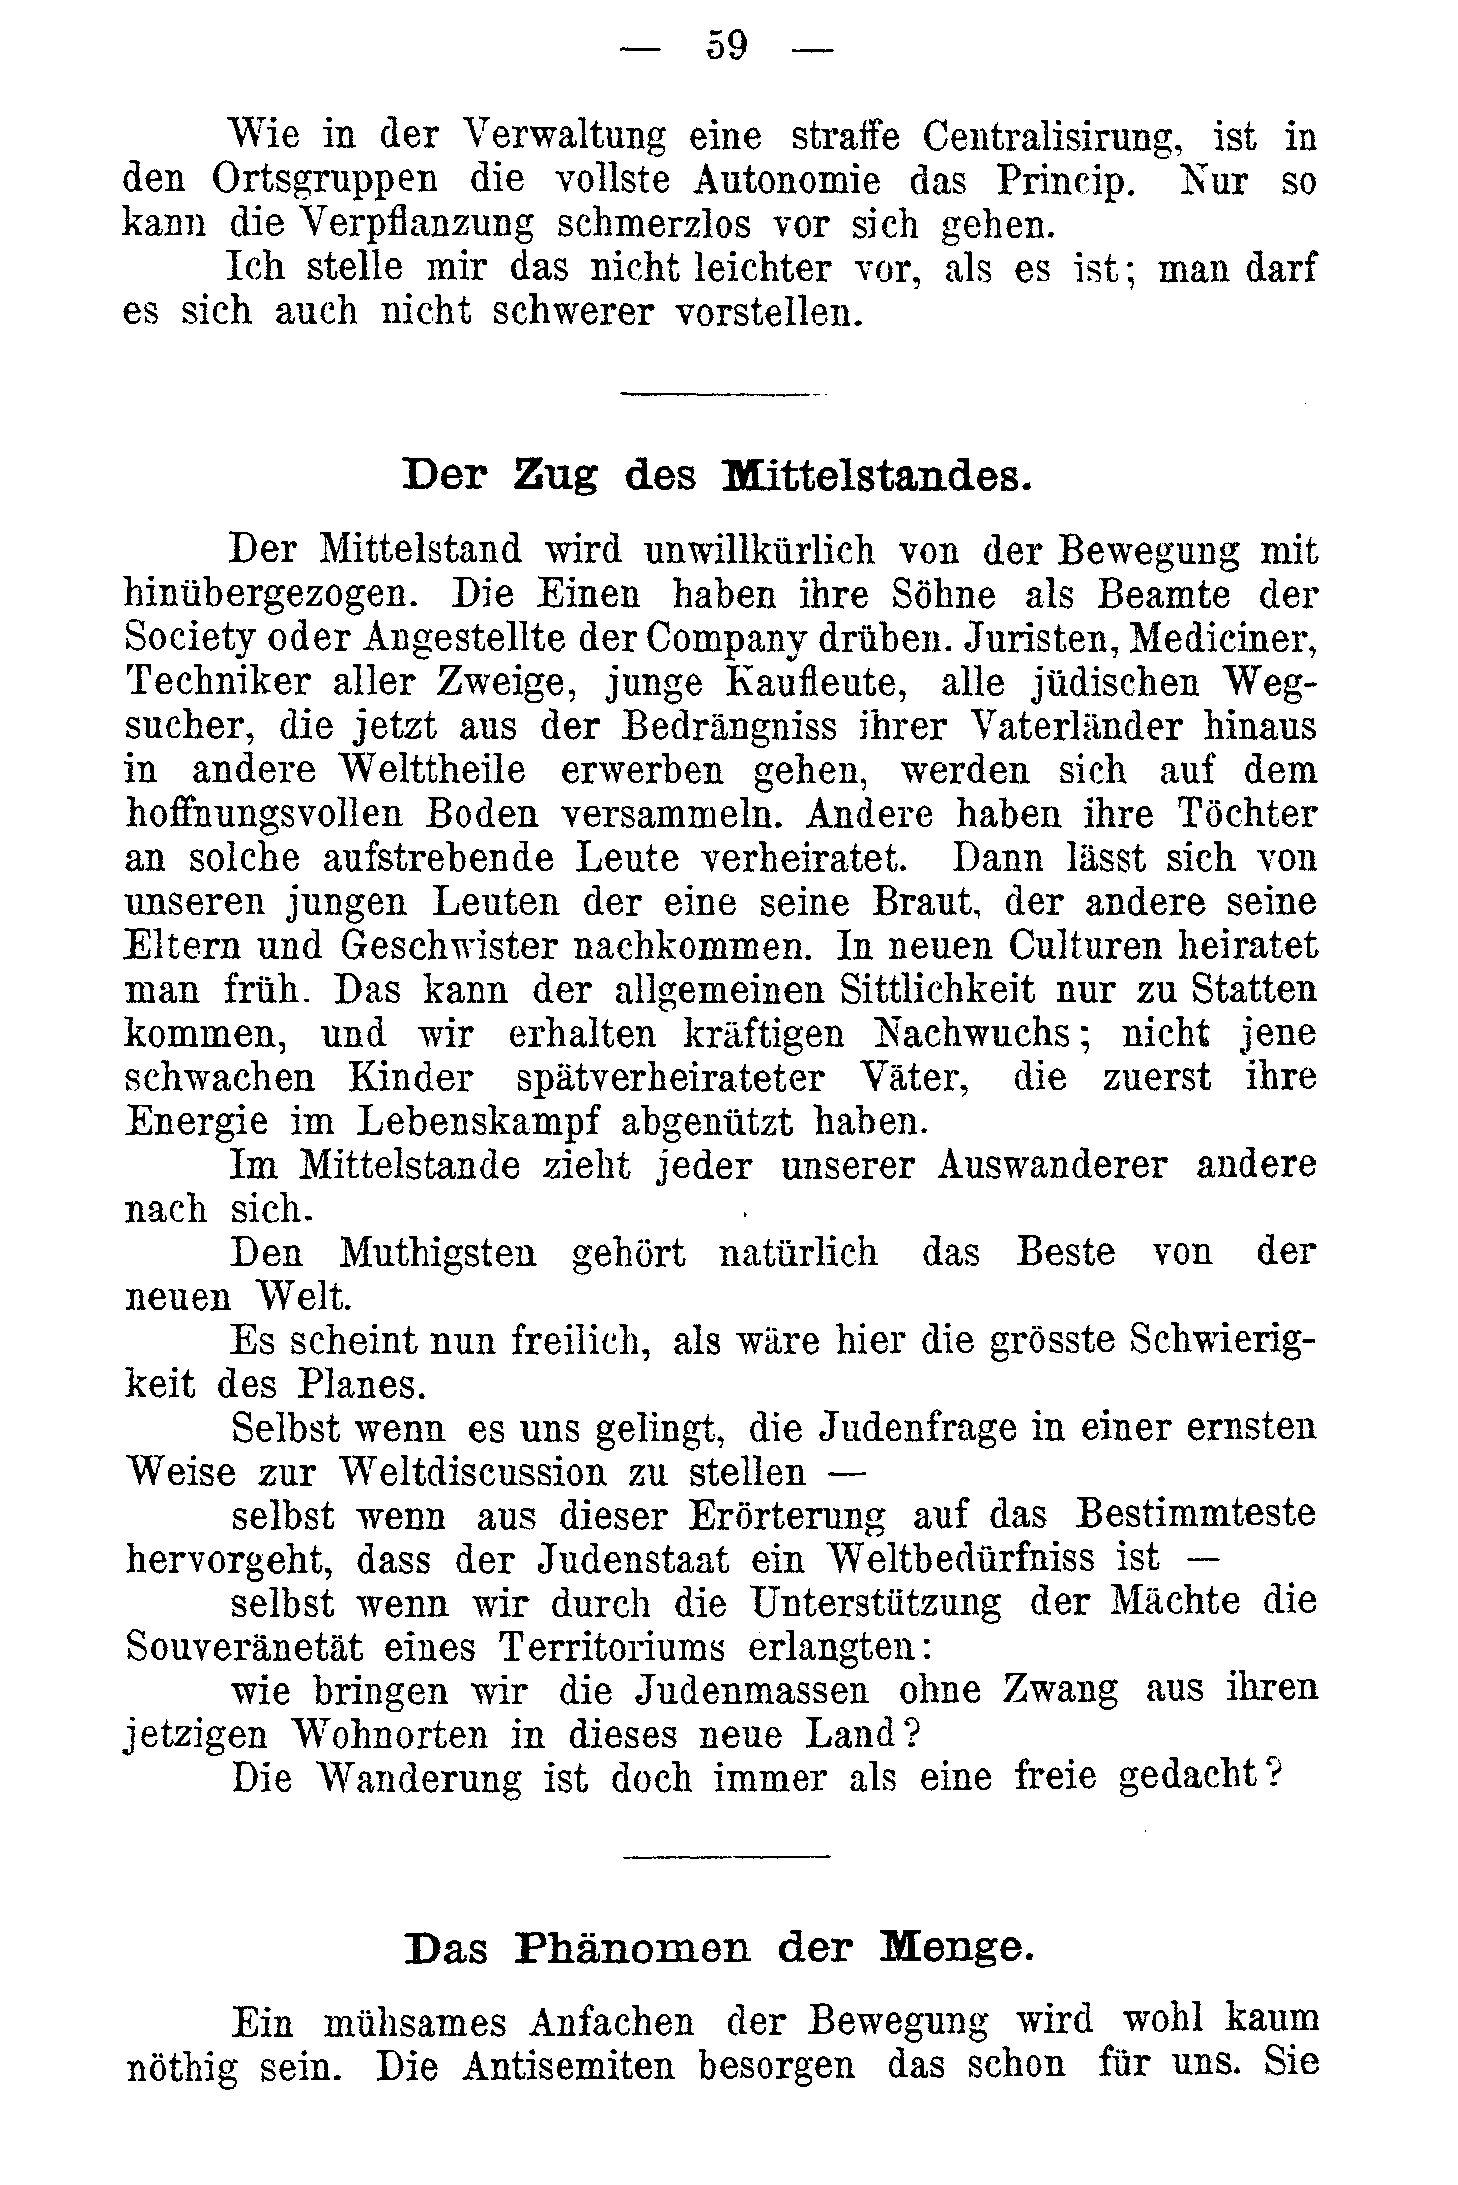 — 59 —
Wie in der Verwaltung eine straffe Centralisirung, ist in
den Ortsgruppen die vollste Autonomie das Princip. Nur so
kann die Verpflanzung schmerzlos vor sich gehen.
Ich stelle mir das nicht leichter vor, als es ist; man darf
es sich auch nicht schwerer vorstellen.
Der Zug des Mittelstandes.
Der Mittelstand wird unwillkürlich von der Bewegung mit
hinübergezogen. Die Einen haben ihre Söhne als Beamte der
Society oder Angestellte der Company drüben. Juristen, Mediciner,
Techniker aller Zweige, junge Kaufleute, alle jüdischen Weg-
sucher, die jetzt aus der Bedrängniss ihrer Vaterländer hinaus
in andere Welttheile erwerben gehen, werden sich auf dem
hoffnungsvollen Boden versammeln. Andere haben ihre Töchter
an solche aufstrebende Leute verheiratet. Dann lässt sich von
unseren jungen Leuten der eine seine Braut, der andere seine
Eltern und Geschwister nachkommen. In neuen Culturen heiratet
man früh. Das kann der allgemeinen Sittlichkeit nur zu Statten
kommen, und wir erhalten kräftigen Nachwuchs; nicht jene
schwachen Kinder spätverheirateter Väter, die zuerst ihre
Energie im Lebenskampf abgenützt haben.
Im Mittelstande zieht jeder unserer Auswanderer andere
nach sich.
Den Muthigsten gehört natürlich das Beste von der
neuen Welt.
Es scheint nun freilich, als wäre hier die grösste Schwierig-
keit des Planes.
Selbst wenn es uns gelingt, die Judenfrage in einer ernsten
Weise zur Weltdiscussion zu stellen —
selbst wenn aus dieser Erörterung auf das Bestimmteste
hervorgeht, dass der Judenstaat ein Weltbedürfniss ist —
selbst wenn wir durch die Unterstützung der Mächte die
Souveränetät eines Territoriums erlangten:
wie bringen wir die Judenmassen ohne Zwang aus ihren
jetzigen Wohnorten in dieses neue Land?
Die Wanderung ist doch immer als eine freie gedacht?
Das Phänomen der Menge.
Ein mühsames Anfachen der Bewegung wird wohl kaum
nöthig sein. Die Antisemiten besorgen das schon für uns. Sie